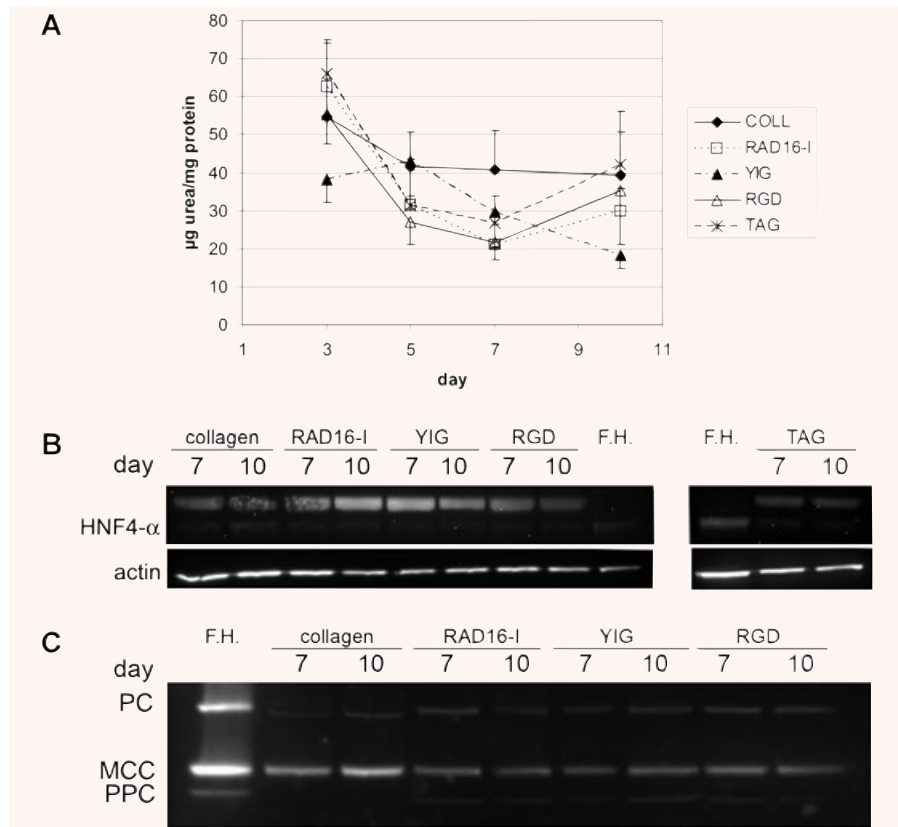 A
80
70
60
50
40
30
20
10
0
µg urea/mg protein
1 3 5 7 9 11
day
COLL
RAD16-I
YIG
RGD
TAG
B
collagen RAD16-I YIG RGD F.H. F.H. TAG
day 7 10 7 10 7 10 7 10 7 10
HNF4-α
actin
C
F.H. collagen RAD16-I YIG RGD
day 7 10 7 10 7 10 7 10
PC
MCC
PPC